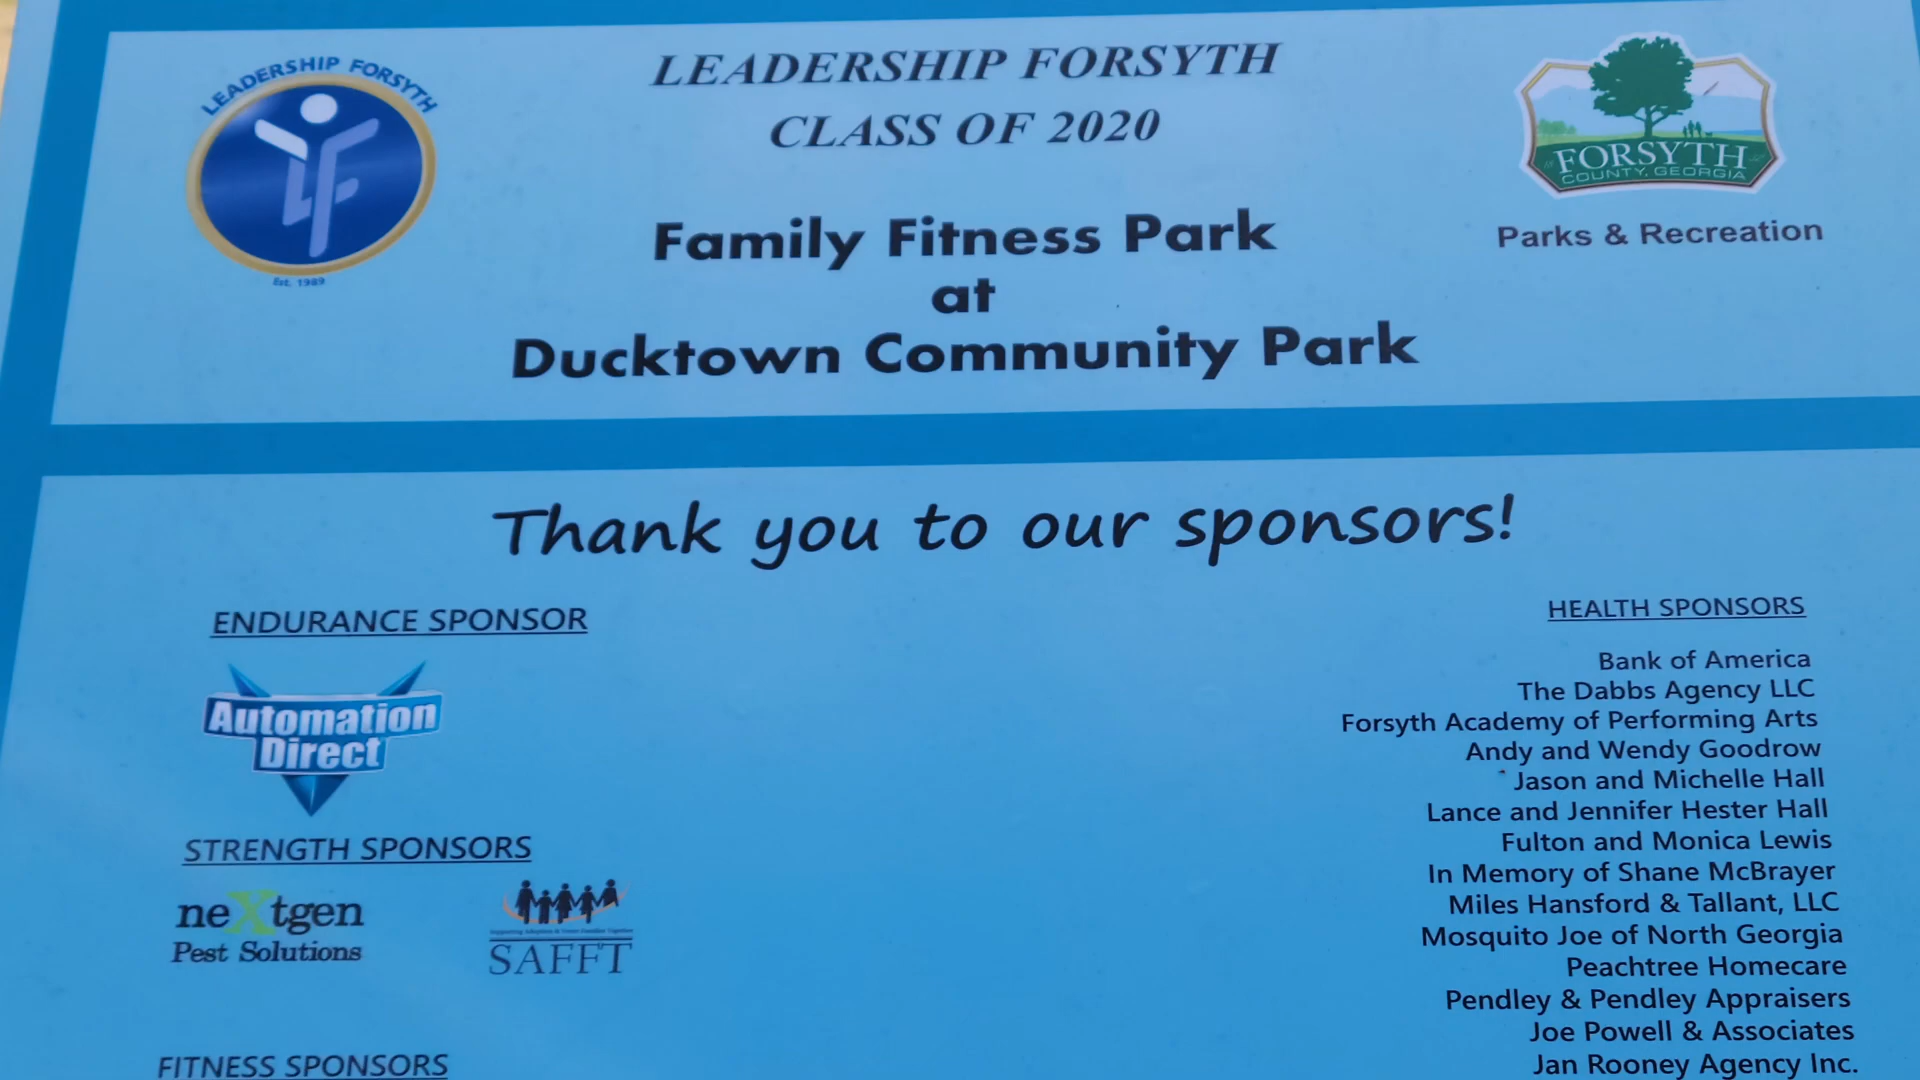 LEADERSHIP FORSYTH
Est. 1989
LEADERSHIP FORSYTH
CLASS OF 2020
Family Fitness Park
at
Ducktown Community Park
FORSYTH
COUNTY, GEORGIA
Parks & Recreation
Thank you to our sponsors!
ENDURANCE SPONSOR
Automation
Direct
STRENGTH SPONSORS
neXtgen
Pest Solutions
Supporting Adoption & Foster Families Together
SAFFT
FITNESS SPONSORS
HEALTH SPONSORS
Bank of America
The Dabbs Agency LLC
Forsyth Academy of Performing Arts
Andy and Wendy Goodrow
Jason and Michelle Hall
Lance and Jennifer Hester Hall
Fulton and Monica Lewis
In Memory of Shane McBrayer
Miles Hansford & Tallant, LLC
Mosquito Joe of North Georgia
Peachtree Homecare
Pendley & Pendley Appraisers
Joe Powell & Associates
Jan Rooney Agency Inc.